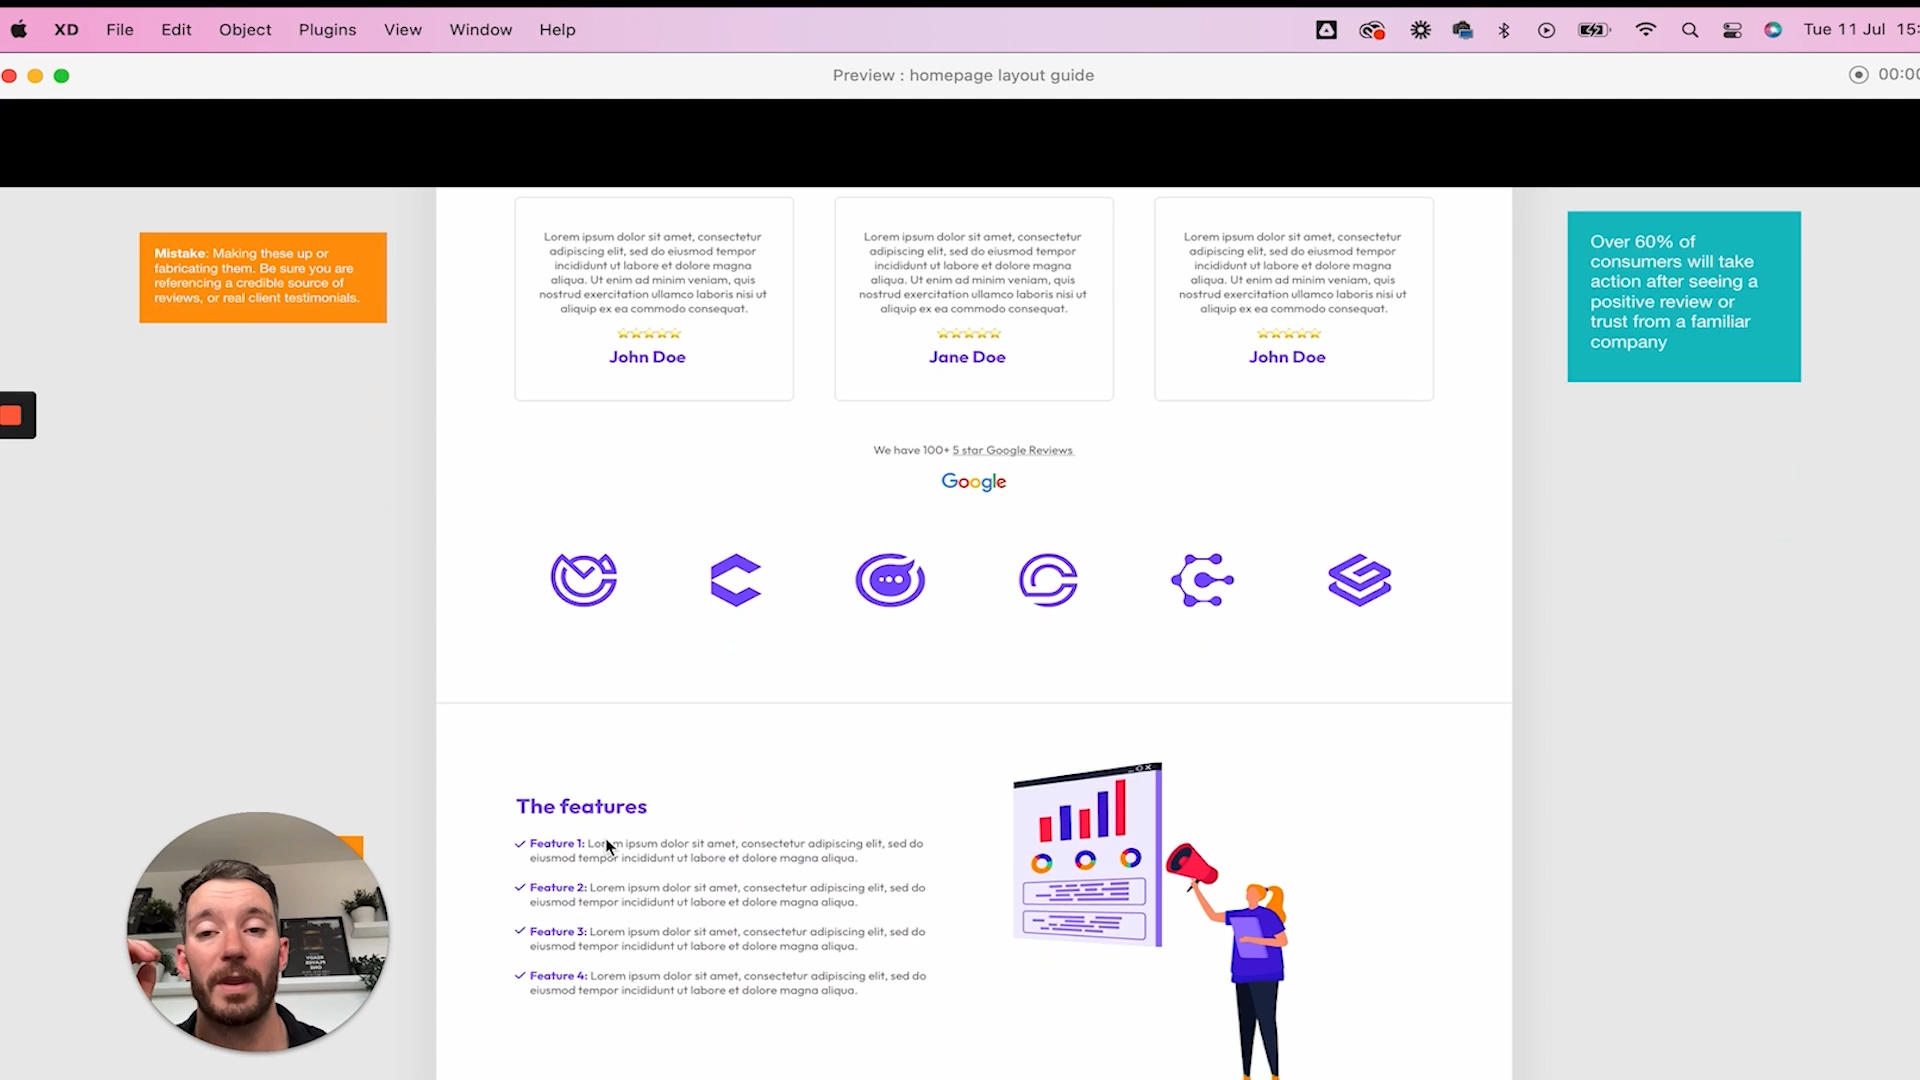 XD File Edit Object Plugins View Window Help
Tue 11 Jul 15:
Preview : homepage layout guide
00:00
Mistake: Making these up or
fabricating them. Be sure you are
referencing a credible source of
reviews, or real client testimonials.
Lorem ipsum dolor sit amet, consectetur
adipiscing elit, sed do eiusmod tempor
incididunt ut labore et dolore magna
aliqua. Ut enim ad minim veniam, quis
nostrud exercitation ullamco laboris nisi ut
aliquip ex ea commodo consequat.
John Doe
Lorem ipsum dolor sit amet, consectetur
adipiscing elit, sed do eiusmod tempor
incididunt ut labore et dolore magna
aliqua. Ut enim ad minim veniam, quis
nostrud exercitation ullamco laboris nisi ut
aliquip ex ea commodo consequat.
Jane Doe
Lorem ipsum dolor sit amet, consectetur
adipiscing elit, sed do eiusmod tempor
incididunt ut labore et dolore magna
aliqua. Ut enim ad minim veniam, quis
nostrud exercitation ullamco laboris nisi ut
aliquip ex ea commodo consequat.
John Doe
Over 60% of
consumers will take
action after seeing a
positive review or
trust from a familiar
company
We have 100+ 5 star Google Reviews
Google
The features
Feature 1: Lorem ipsum dolor sit amet, consectetur adipiscing elit, sed do
eiusmod tempor incididunt ut labore et dolore magna aliqua.
Feature 2: Lorem ipsum dolor sit amet, consectetur adipiscing elit, sed do
eiusmod tempor incididunt ut labore et dolore magna aliqua.
Feature 3: Lorem ipsum dolor sit amet, consectetur adipiscing elit, sed do
eiusmod tempor incididunt ut labore et dolore magna aliqua.
Feature 4: Lorem ipsum dolor sit amet, consectetur adipiscing elit, sed do
eiusmod tempor incididunt ut labore et dolore magna aliqua.